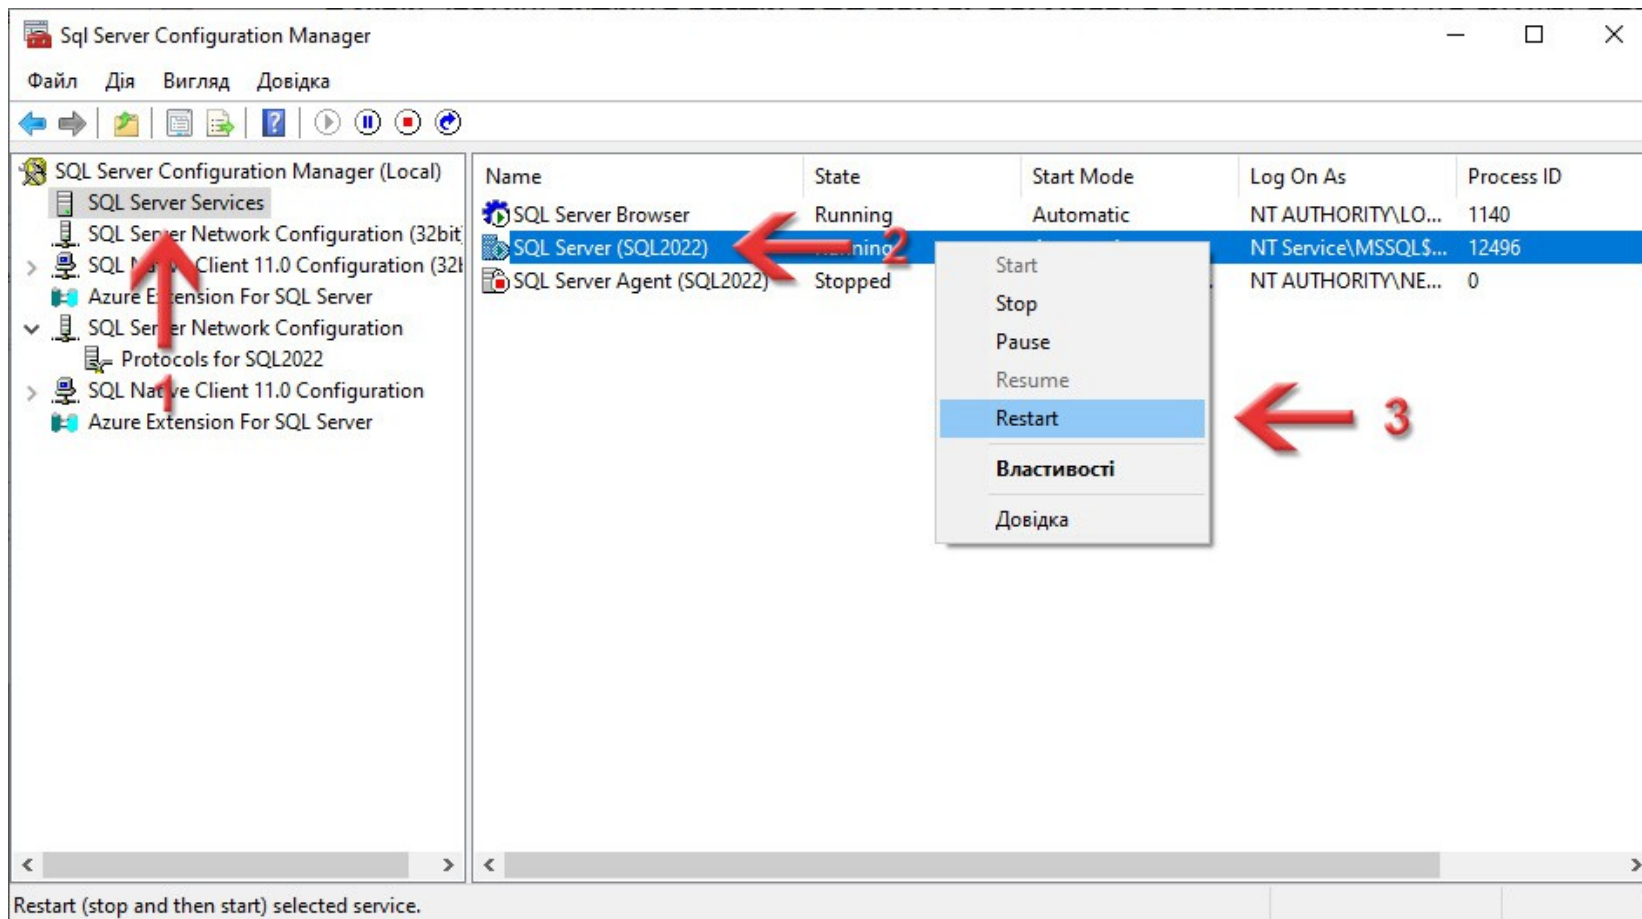 Sql Server Configuration Manager
Файл Дія Вигляд Довідка
SQL Server Configuration Manager (Local)
SQL Server Services
SQL Server Network Configuration (32bit
SQL Native Client 11.0 Configuration (32b
Azure Extension For SQL Server
SQL Server Network Configuration
Protocols for SQL2022
SQL Native Client 11.0 Configuration
Azure Extension For SQL Server
1
Name State Start Mode Log On As Process ID
SQL Server Browser Running Automatic NT AUTHORITY\LO... 1140
SQL Server (SQL2022) Running NT Service\MSSQL$... 12496
2
SQL Server Agent (SQL2022) Stopped NT AUTHORITY\NE... 0
Start
Stop
Pause
Resume
Restart
3
Властивості
Довідка
Restart (stop and then start) selected service.